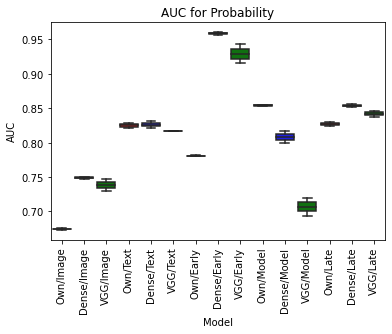 AUC for Probability
AUC
0.95
0.90
0.85
0.80
0.75
0.70
Own/Image
Dense/Image
VGG/Image
Own/Text
Dense/Text
VGG/Text
Own/Early
Dense/Early
VGG/Early
Own/Model
Dense/Model
VGG/Model
Own/Late
Dense/Late
VGG/Late
Model